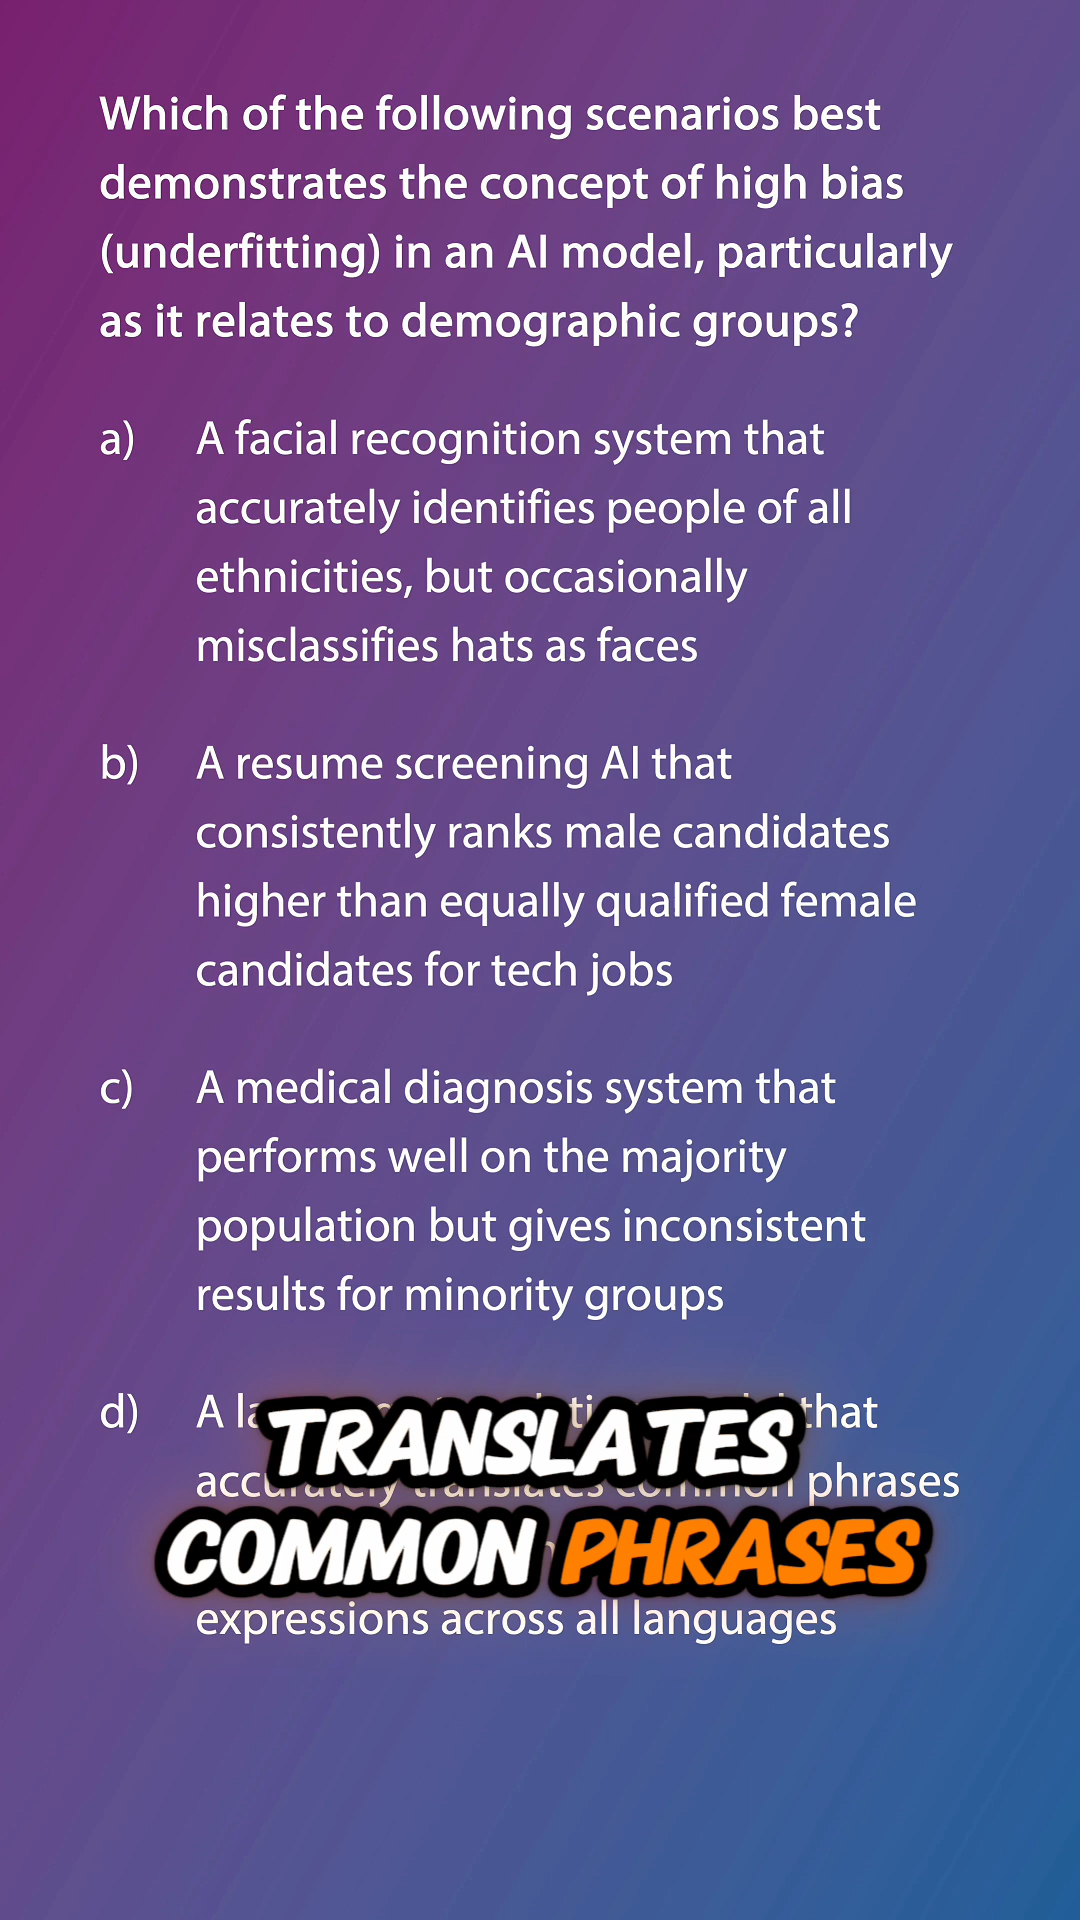 Which of the following scenarios best
demonstrates the concept of high bias
(underfitting) in an AI model, particularly
as it relates to demographic groups?
a) A facial recognition system that
accurately identifies people of all
ethnicities, but occasionally
misclassifies hats as faces
b) A resume screening AI that
consistently ranks male candidates
higher than equally qualified female
candidates for tech jobs
c) A medical diagnosis system that
performs well on the majority
population but gives inconsistent
results for minority groups
d) A that
accurately translates common phrases
TRANSLATES
COMMON PHRASES
expressions across all languages